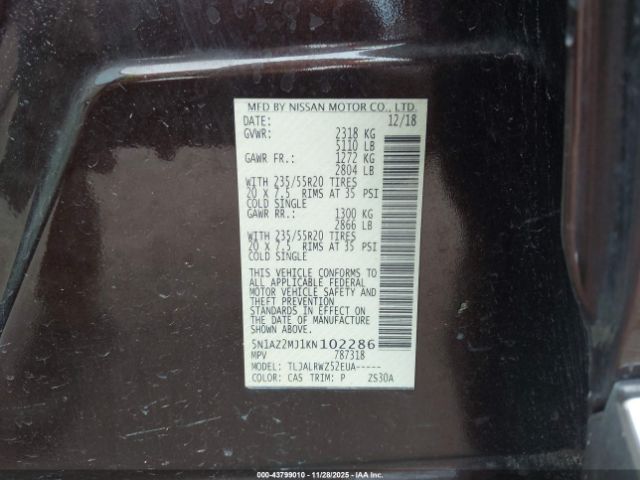 MFD BY NISSAN MOTOR CO., LTD.
DATE: 12/18
GVWR: 2318 KG
5110 LB
GAWR FR.: 1272 KG
2804 LB
WITH 235/55R20 TIRES
20 X 7.5 RIMS AT 35 PSI
COLD SINGLE
GAWR RR.: 1300 KG
2866 LB
WITH 235/55R20 TIRES
20 X 7.5 RIMS AT 35 PSI
COLD SINGLE
THIS VEHICLE CONFORMS TO
ALL APPLICABLE FEDERAL
MOTOR VEHICLE SAFETY AND
THEFT PREVENTION
STANDARDS IN EFFECT ON
THE DATE OF MANUFACTURE
SHOWN ABOVE.
5N1AZ2MJ1KN102286
MPV 787318
MODEL: TLJALRWZ52EUA-----
COLOR: CAS TRIM: P ZS30A
© 000-43799010 | 11/28/2025 - IAAI.COM